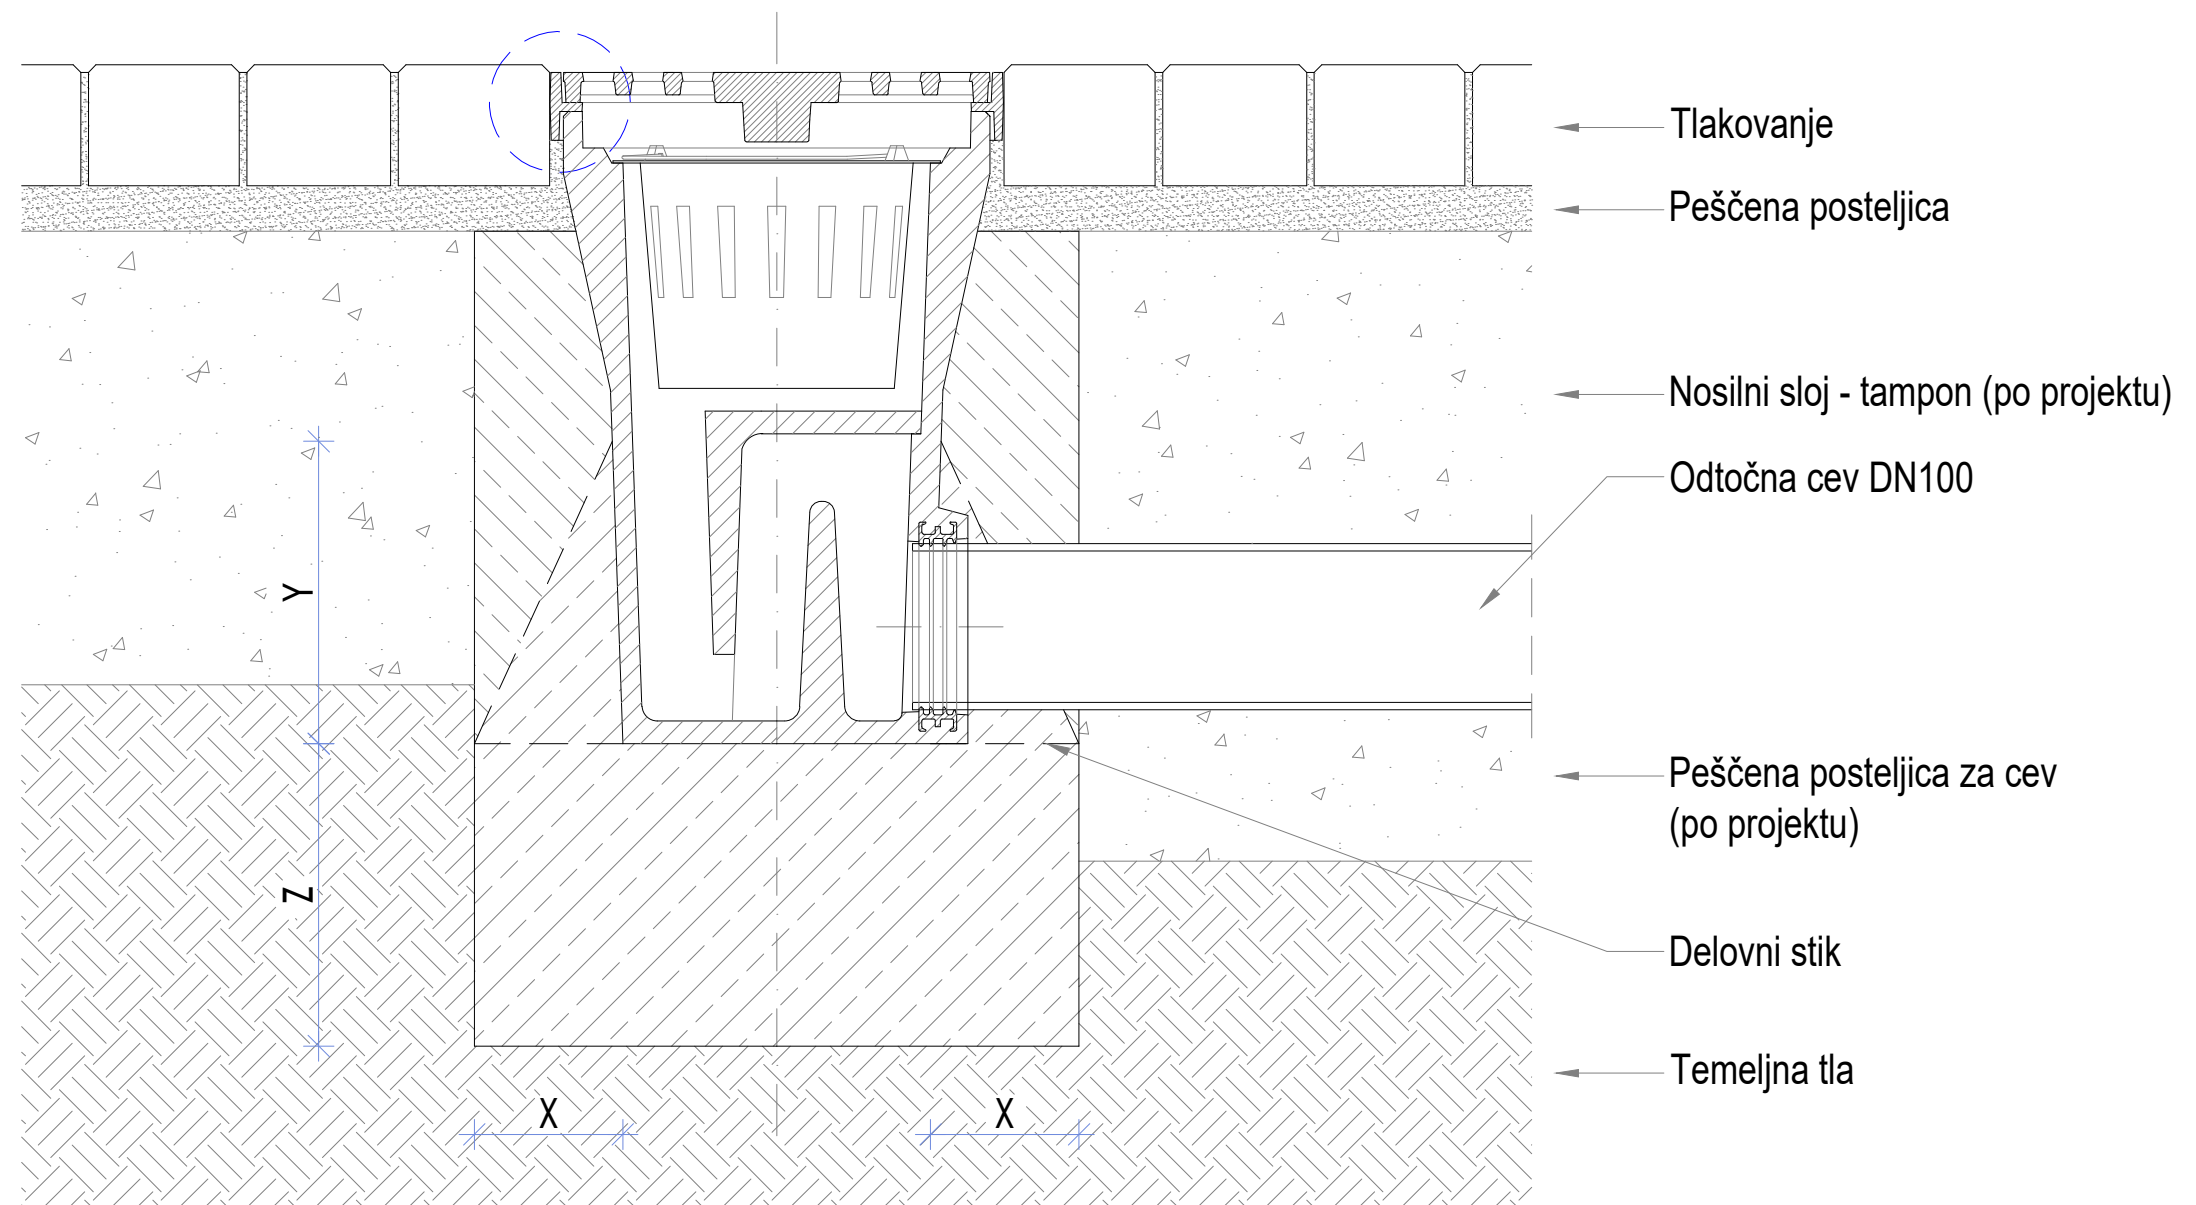 Tlakovanje
Peščena posteljica
Nosilni sloj - tampon (po projektu)
Odtočna cev DN100
Y
Peščena posteljica za cev
(po projektu)
Z
Delovni stik
Temeljna tla
X
X